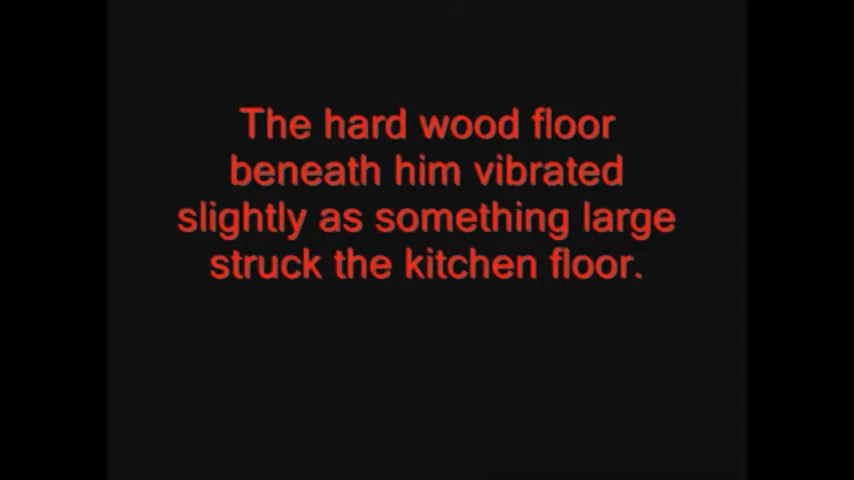 The hard wood floor
beneath him vibrated
slightly as something large
struck the kitchen floor.